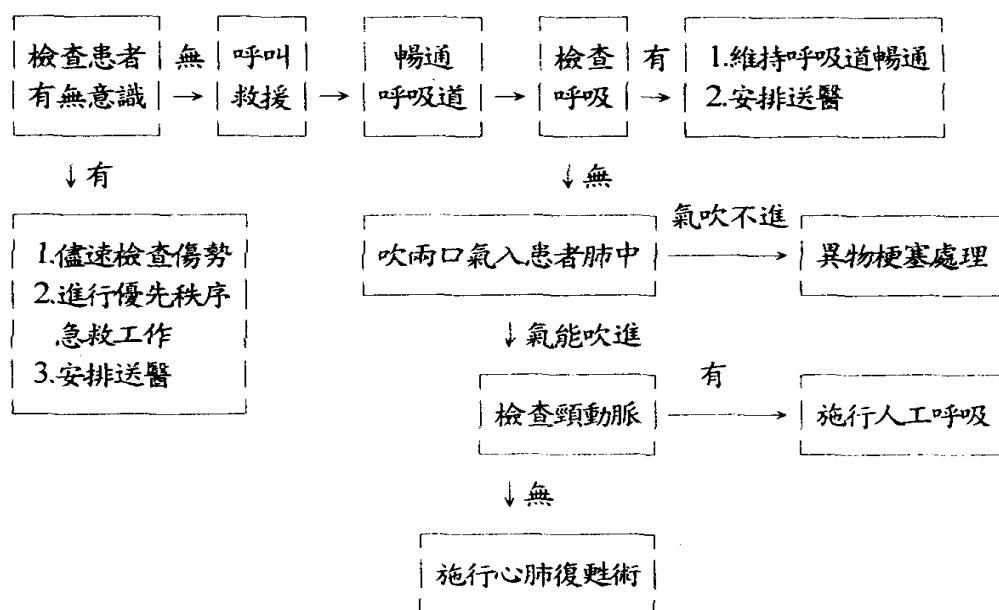 檢查患者 無 呼叫 暢通 檢查 有 1.維持呼吸道暢通
有無意識 → 救援 → 呼吸道 → 呼吸 → 2.安排送醫
↓有 ↓無
氣吹不進
1.儘速檢查傷勢 吹兩口氣入患者肺中 → 異物梗塞處理
2.進行優先秩序
急救工作 ↓氣能吹進
3.安排送醫
有
檢查頸動脈 → 施行人工呼吸
↓無
施行心肺復甦術